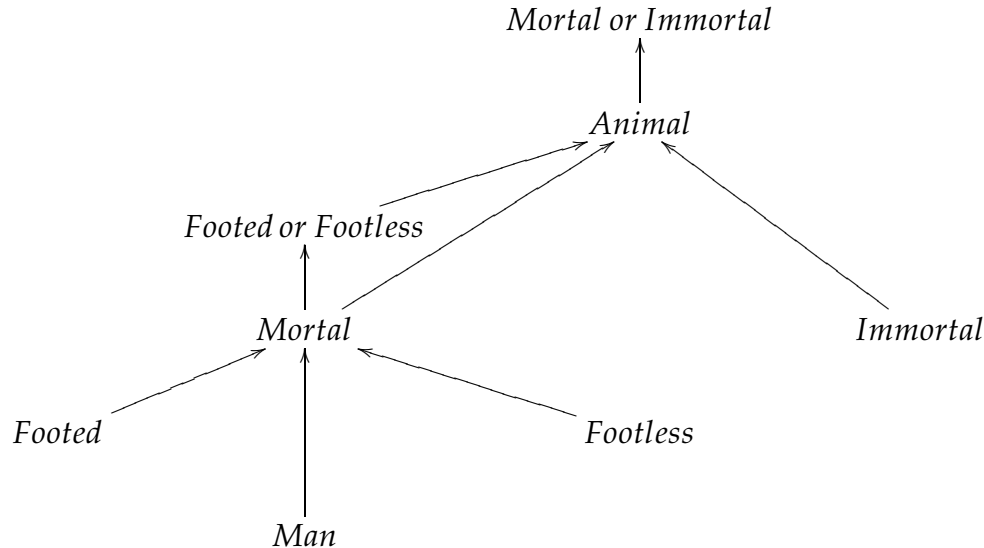 Mortal or Immortal
Animal
Footed or Footless
Mortal
Immortal
Footed
Footless
Man